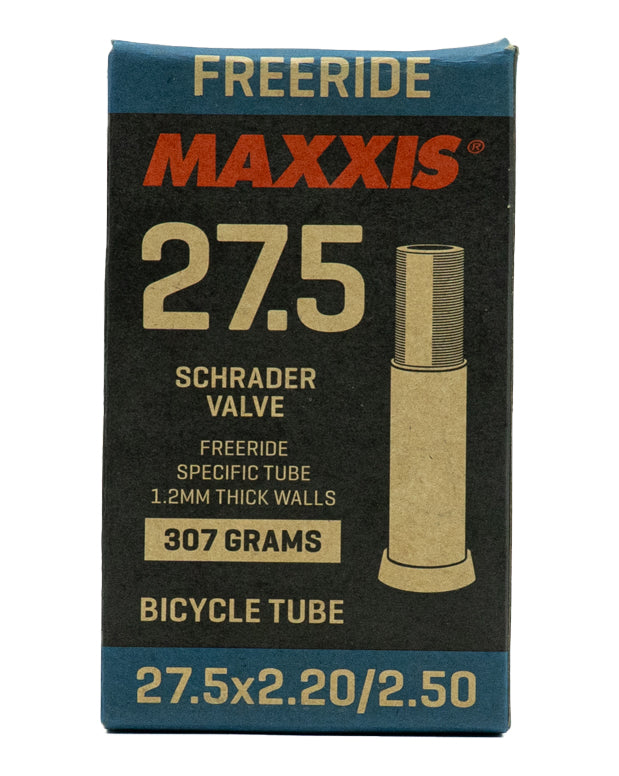 FREERIDE
MAXXIS®
27.5
SCHRADER
VALVE
FREERIDE
SPECIFIC TUBE
1.2MM THICK WALLS
307 GRAMS
BICYCLE TUBE
27.5x2.20/2.50